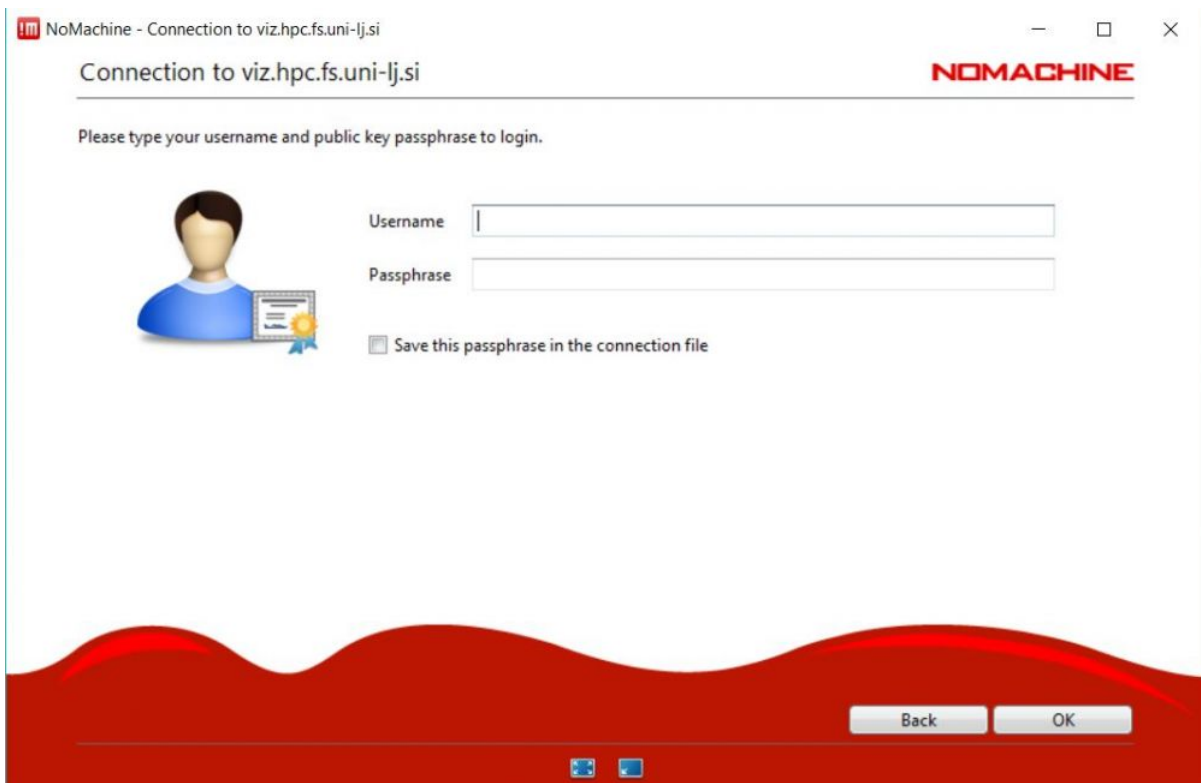 NoMachine - Connection to viz.hpc.fs.uni-lj.si
Connection to viz.hpc.fs.uni-lj.si
NOMACHINE
Please type your username and public key passphrase to login.
Username
Passphrase
Save this passphrase in the connection file
Back
OK